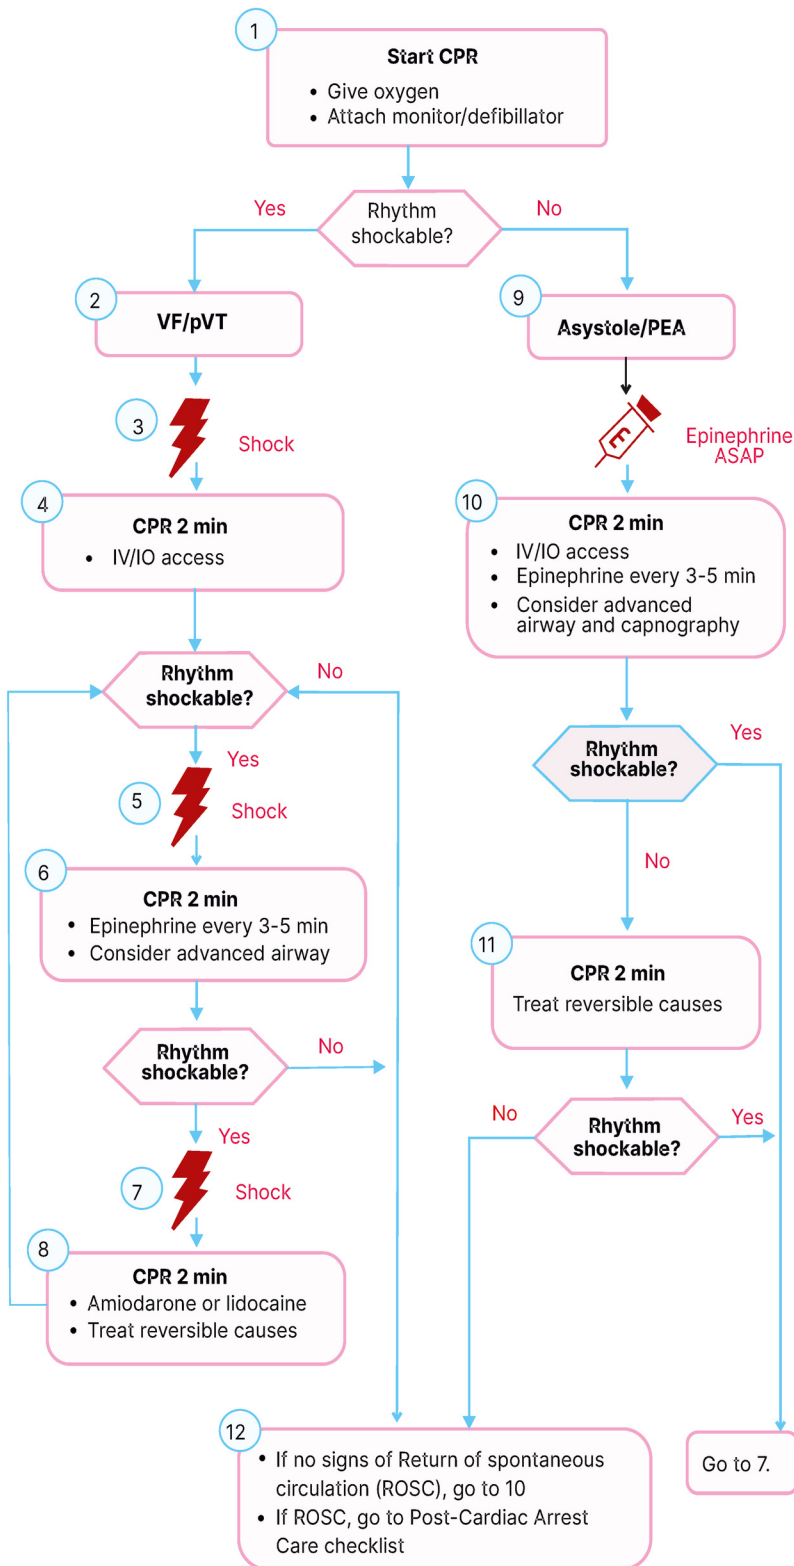 1
Start CPR
• Give oxygen
• Attach monitor/defibillator
Yes
Rhythm
shockable?
No
2
VF/pVT
9
Asystole/PEA
3
Shock
E
Epinephrine
ASAP
4
CPR 2 min
• IV/IO access
10
CPR 2 min
• IV/IO access
• Epinephrine every 3-5 min
• Consider advanced
airway and capnography
Rhythm
shockable?
No
Yes
5
Shock
Rhythm
shockable?
Yes
No
6
CPR 2 min
• Epinephrine every 3-5 min
• Consider advanced airway
11
CPR 2 min
Treat reversible causes
Rhythm
shockable?
No
Yes
7
Shock
No
Rhythm
shockable?
Yes
8
CPR 2 min
• Amiodarone or lidocaine
• Treat reversible causes
12
• If no signs of Return of spontaneous
circulation (ROSC), go to 10
• If ROSC, go to Post-Cardiac Arrest
Care checklist
Go to 7.